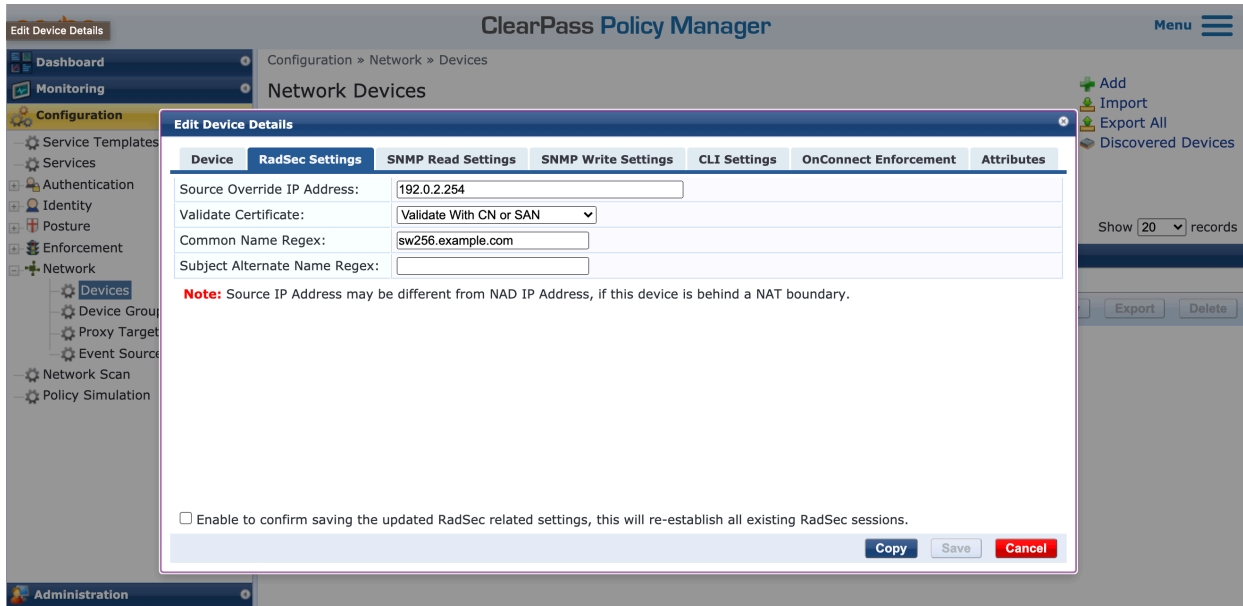 Edit Device Details
ClearPass Policy Manager
Menu
Dashboard
Monitoring
Configuration
Service Templates
Services
Authentication
Identity
Posture
Enforcement
Network
Devices
Device Group
Proxy Target
Event Source
Network Scan
Policy Simulation
Administration
Configuration » Network » Devices
Network Devices
Add
Import
Export All
Discovered Devices
Show 20 records
Export Delete
Edit Device Details
Device RadSec Settings SNMP Read Settings SNMP Write Settings CLI Settings OnConnect Enforcement Attributes
Source Override IP Address: 192.0.2.254
Validate Certificate: Validate With CN or SAN
Common Name Regex: sw256.example.com
Subject Alternate Name Regex:
Note: Source IP Address may be different from NAD IP Address, if this device is behind a NAT boundary.
Enable to confirm saving the updated RadSec related settings, this will re-establish all existing RadSec sessions.
Copy Save Cancel